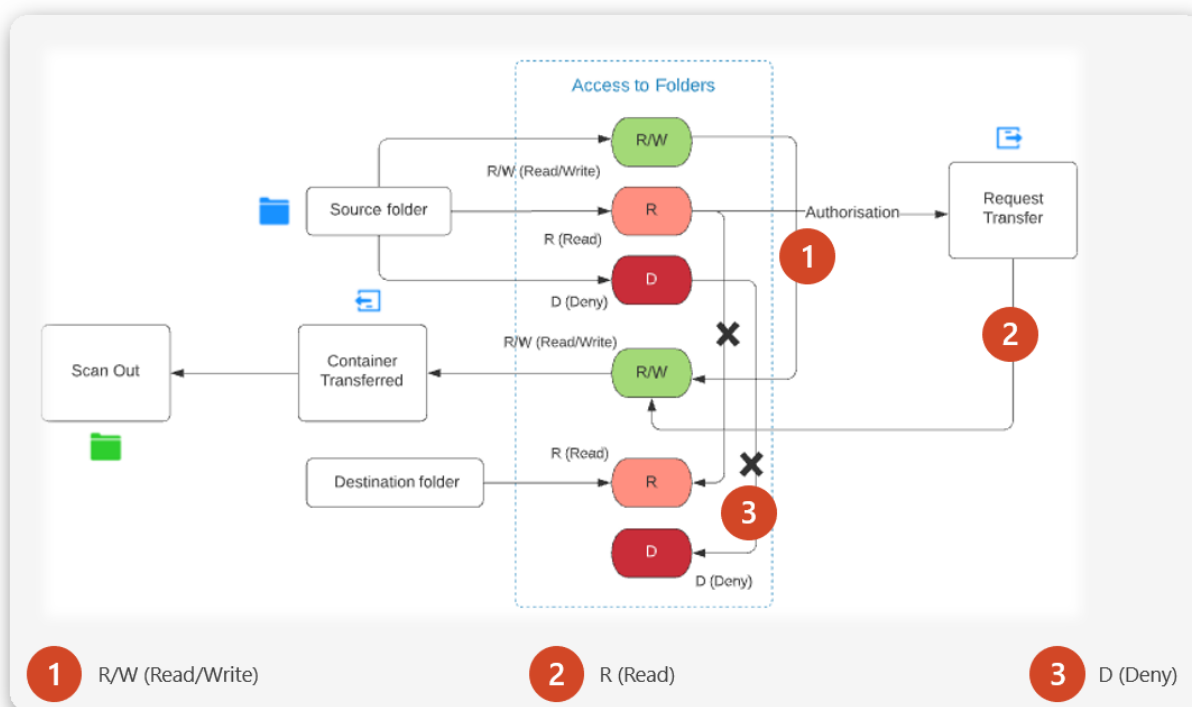 Access to Folders
R/W
R/W (Read/Write)
Source folder
R
R (Read)
Authorisation
Request
Transfer
1
D
D (Deny)
2
R/W (Read/Write)
Scan Out
Container
Transferred
R/W
R (Read)
Destination folder
R
3
D
D (Deny)
1 R/W (Read/Write)
2 R (Read)
3 D (Deny)